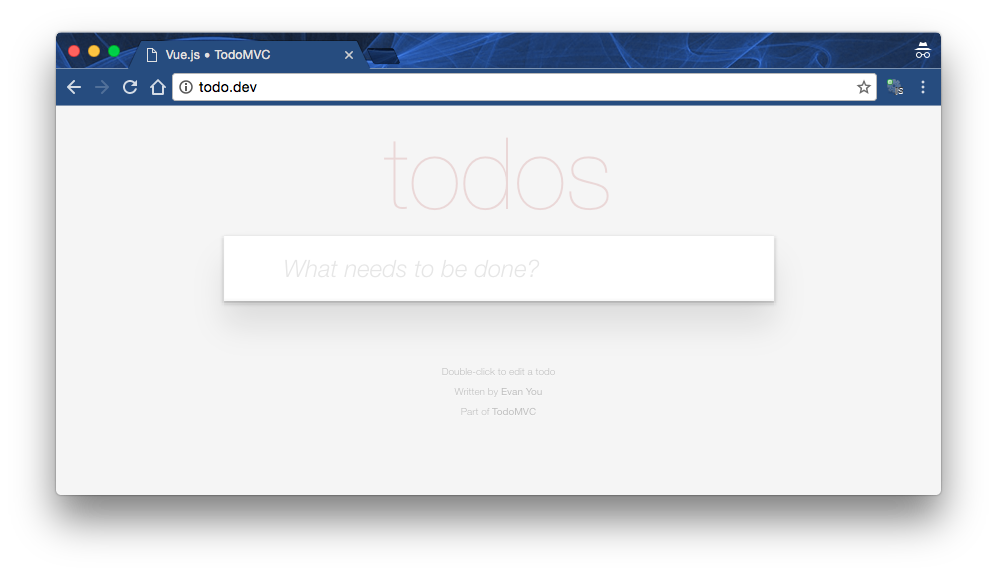 Vue.js • TodoMVC
todo.dev
todos
What needs to be done?
Double-click to edit a todo
Written by Evan You
Part of TodoMVC